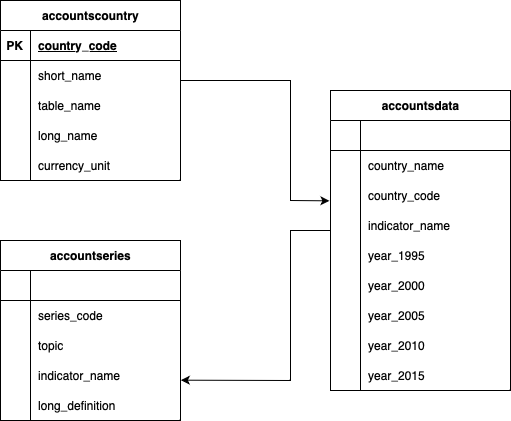 accountscountry
PK country_code
short_name
table_name
long_name
currency_unit
accountsdata
country_name
country_code
indicator_name
year_1995
year_2000
year_2005
year_2010
year_2015
accountseries
series_code
topic
indicator_name
long_definition